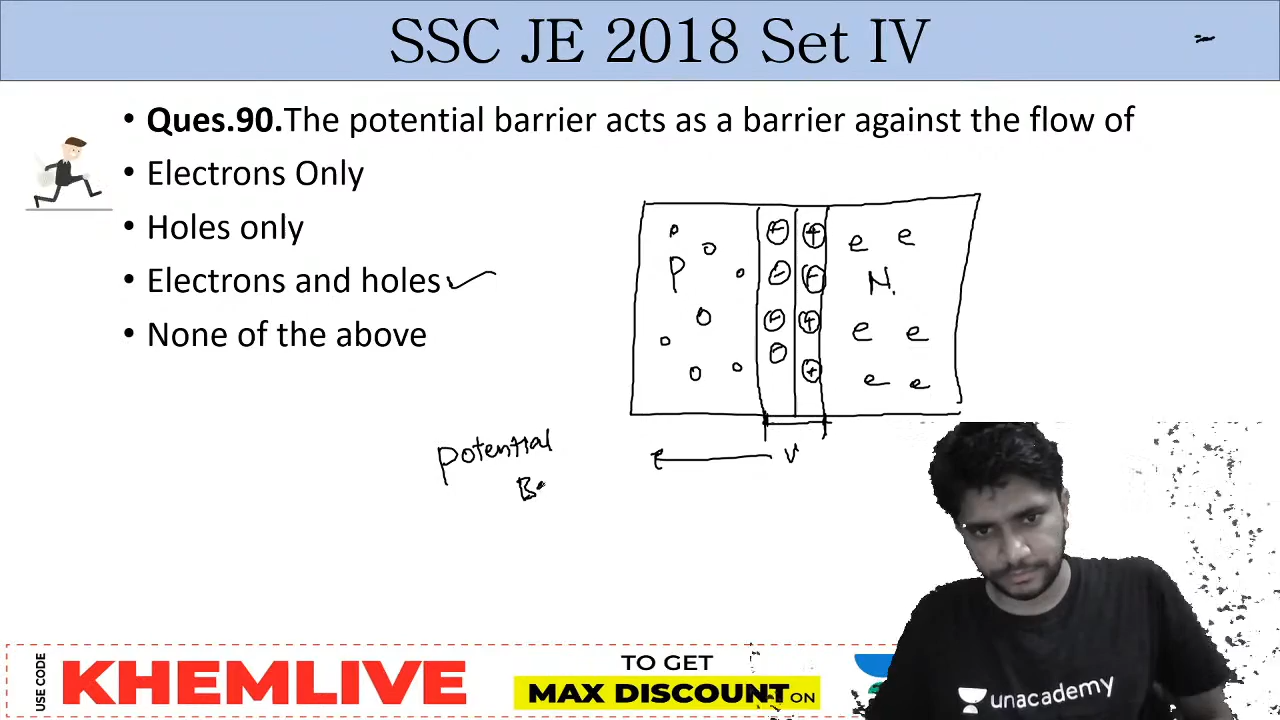 SSC JE 2018 Set IV
• Ques.90.The potential barrier acts as a barrier against the flow of
• Electrons Only
• Holes only
• Electrons and holes
• None of the above
P
N
e e
e e
e e
V
potential
Ba
USE CODE
KHEMLIVE
TO GET
MAX DISCOUNT ON
unacademy